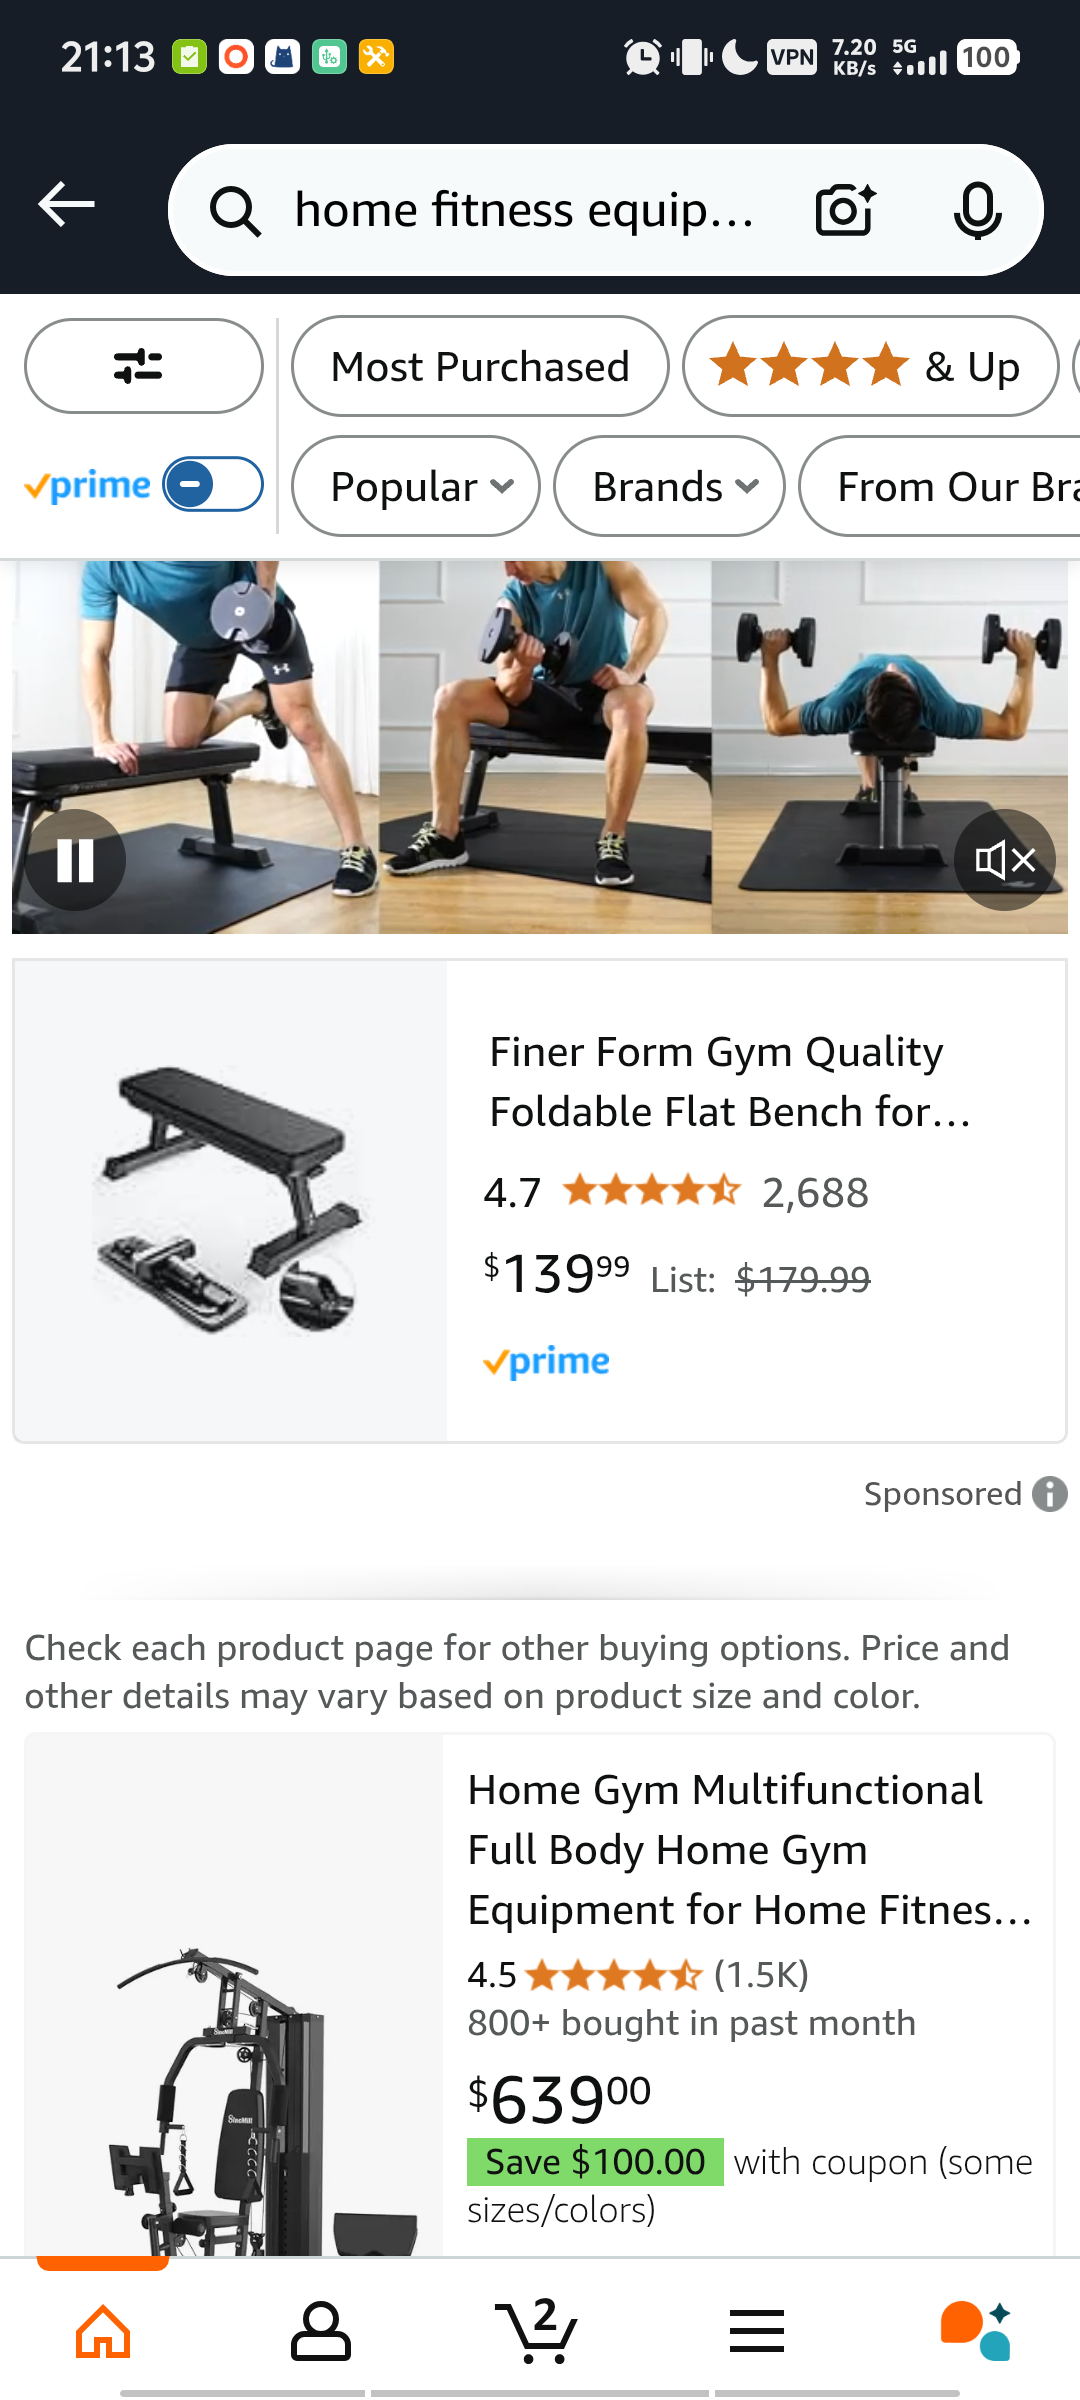 21:13 VPN 7.20 KB/s 5G 100
home fitness equip...
Most Purchased & Up
prime Popular Brands From Our Bra
Finer Form Gym Quality
Foldable Flat Bench for...
4.7 2,688
$139.99 List: $179.99
prime
Sponsored
Check each product page for other buying options. Price and
other details may vary based on product size and color.
Home Gym Multifunctional
Full Body Home Gym
Equipment for Home Fitnes...
4.5 (1.5K)
800+ bought in past month
$639.00
Save $100.00 with coupon (some
sizes/colors)
2